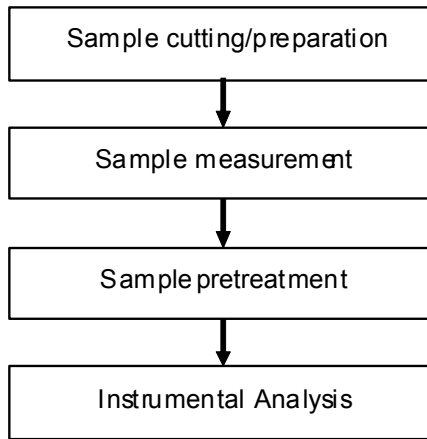 Sample cutting/preparation
Sample measurement
Sample pretreatment
Instrumental Analysis